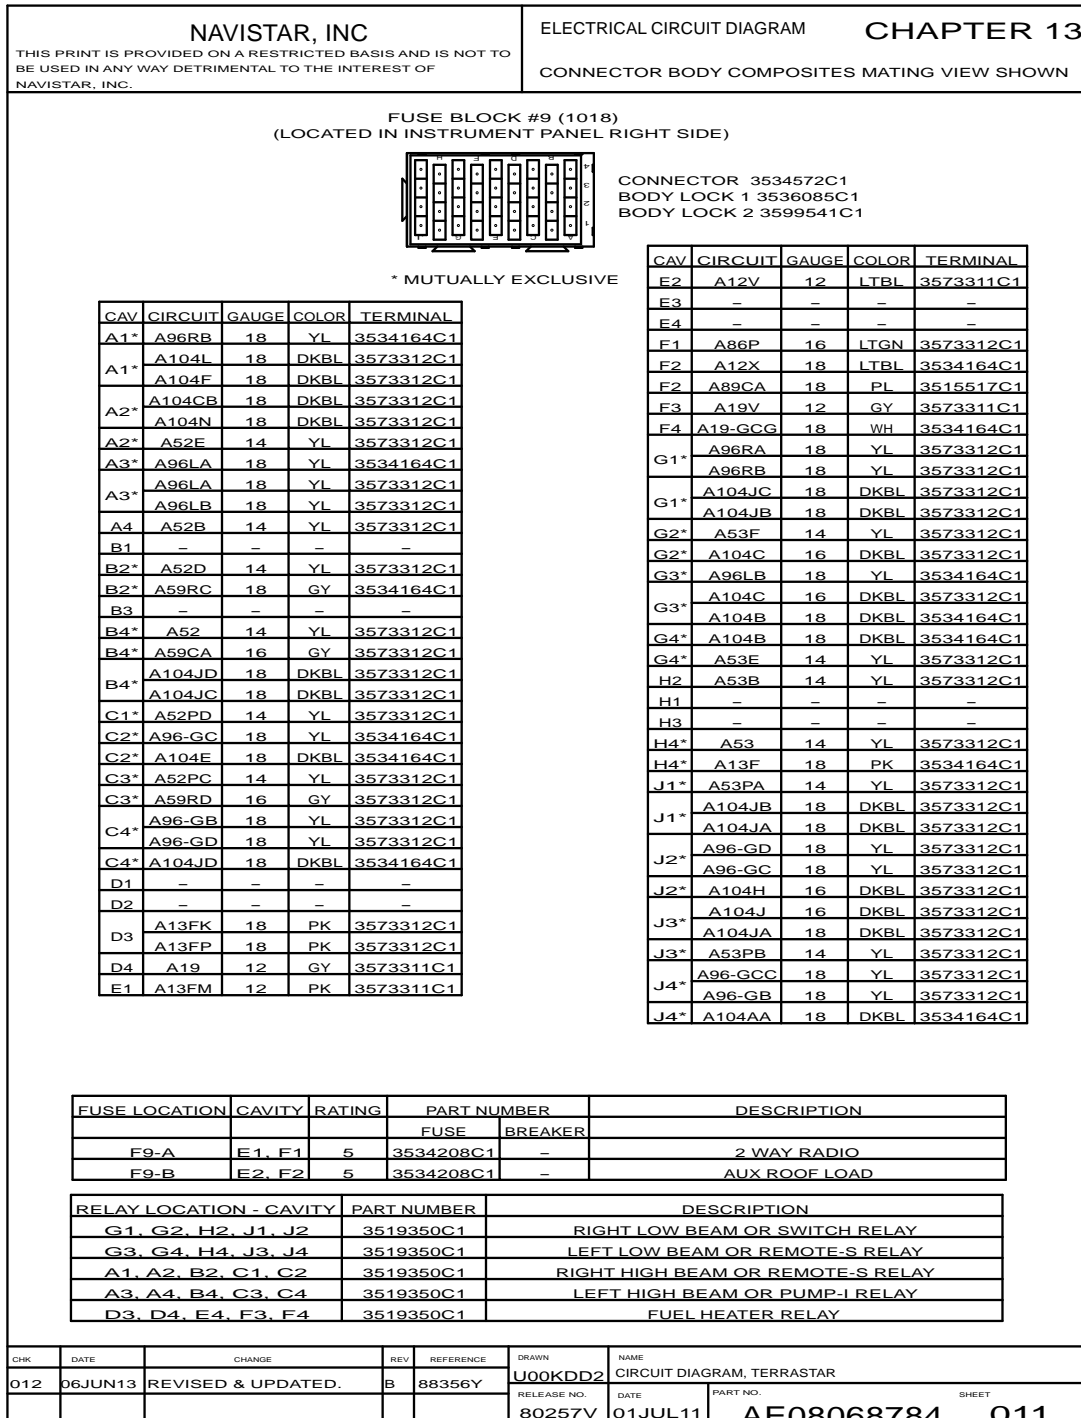 NAVISTAR, INC
THIS PRINT IS PROVIDED ON A RESTRICTED BASIS AND IS NOT TO
BE USED IN ANY WAY DETRIMENTAL TO THE INTEREST OF
NAVISTAR, INC.
ELECTRICAL CIRCUIT DIAGRAM CHAPTER 13
CONNECTOR BODY COMPOSITES MATING VIEW SHOWN
FUSE BLOCK #9 (1018)
(LOCATED IN INSTRUMENT PANEL RIGHT SIDE)
CONNECTOR 3534572C1
BODY LOCK 1 3536085C1
BODY LOCK 2 3599541C1
* MUTUALLY EXCLUSIVE
CAV CIRCUIT GAUGE COLOR TERMINAL
A1* A96RB 18 YL 3534164C1
A1* A104L 18 DKBL 3573312C1
A104F 18 DKBL 3573312C1
A2* A104CB 18 DKBL 3573312C1
A104N 18 DKBL 3573312C1
A2* A52E 14 YL 3573312C1
A3* A96LA 18 YL 3534164C1
A3* A96LA 18 YL 3573312C1
A96LB 18 YL 3573312C1
A4 A52B 14 YL 3573312C1
B1 – – – –
B2* A52D 14 YL 3573312C1
B2* A59RC 18 GY 3534164C1
B3 – – – –
B4* A52 14 YL 3573312C1
B4* A59CA 16 GY 3573312C1
B4* A104JD 18 DKBL 3573312C1
A104JC 18 DKBL 3573312C1
C1* A52PD 14 YL 3573312C1
C2* A96-GC 18 YL 3534164C1
C2* A104E 18 DKBL 3534164C1
C3* A52PC 14 YL 3573312C1
C3* A59RD 16 GY 3573312C1
C4* A96-GB 18 YL 3573312C1
A96-GD 18 YL 3573312C1
C4* A104JD 18 DKBL 3534164C1
D1 – – – –
D2 – – – –
D3 A13FK 18 PK 3573312C1
A13FP 18 PK 3573312C1
D4 A19 12 GY 3573311C1
E1 A13FM 12 PK 3573311C1
CAV CIRCUIT GAUGE COLOR TERMINAL
E2 A12V 12 LTBL 3573311C1
E3 – – – –
E4 – – – –
F1 A86P 16 LTGN 3573312C1
F2 A12X 18 LTBL 3534164C1
F2 A89CA 18 PL 3515517C1
F3 A19V 12 GY 3573311C1
F4 A19-GCG 18 WH 3534164C1
G1* A96RA 18 YL 3573312C1
A96RB 18 YL 3573312C1
G1* A104JC 18 DKBL 3573312C1
A104JB 18 DKBL 3573312C1
G2* A53F 14 YL 3573312C1
G2* A104C 16 DKBL 3573312C1
G3* A96LB 18 YL 3534164C1
G3* A104C 16 DKBL 3573312C1
A104B 18 DKBL 3534164C1
G4* A104B 18 DKBL 3534164C1
G4* A53E 14 YL 3573312C1
H2 A53B 14 YL 3573312C1
H1 – – – –
H3 – – – –
H4* A53 14 YL 3573312C1
H4* A13F 18 PK 3534164C1
J1* A53PA 14 YL 3573312C1
J1* A104JB 18 DKBL 3573312C1
A104JA 18 DKBL 3573312C1
J2* A96-GD 18 YL 3573312C1
A96-GC 18 YL 3573312C1
J2* A104H 16 DKBL 3573312C1
J3* A104J 16 DKBL 3573312C1
A104JA 18 DKBL 3573312C1
J3* A53PB 14 YL 3573312C1
J4* A96-GCC 18 YL 3573312C1
A96-GB 18 YL 3573312C1
J4* A104AA 18 DKBL 3534164C1
FUSE LOCATION CAVITY RATING PART NUMBER DESCRIPTION
FUSE BREAKER
F9-A E1, F1 5 3534208C1 – 2 WAY RADIO
F9-B E2, F2 5 3534208C1 – AUX ROOF LOAD
RELAY LOCATION - CAVITY PART NUMBER DESCRIPTION
G1, G2, H2, J1, J2 3519350C1 RIGHT LOW BEAM OR SWITCH RELAY
G3, G4, H4, J3, J4 3519350C1 LEFT LOW BEAM OR REMOTE-S RELAY
A1, A2, B2, C1, C2 3519350C1 RIGHT HIGH BEAM OR REMOTE-S RELAY
A3, A4, B4, C3, C4 3519350C1 LEFT HIGH BEAM OR PUMP-I RELAY
D3, D4, E4, F3, F4 3519350C1 FUEL HEATER RELAY
CHK DATE CHANGE REV REFERENCE DRAWN NAME
012 06JUN13 REVISED & UPDATED. B 88356Y U00KDD2 CIRCUIT DIAGRAM, TERRASTAR
RELEASE NO. DATE PART NO. SHEET
80257V 01JUL11 AE08068784 011